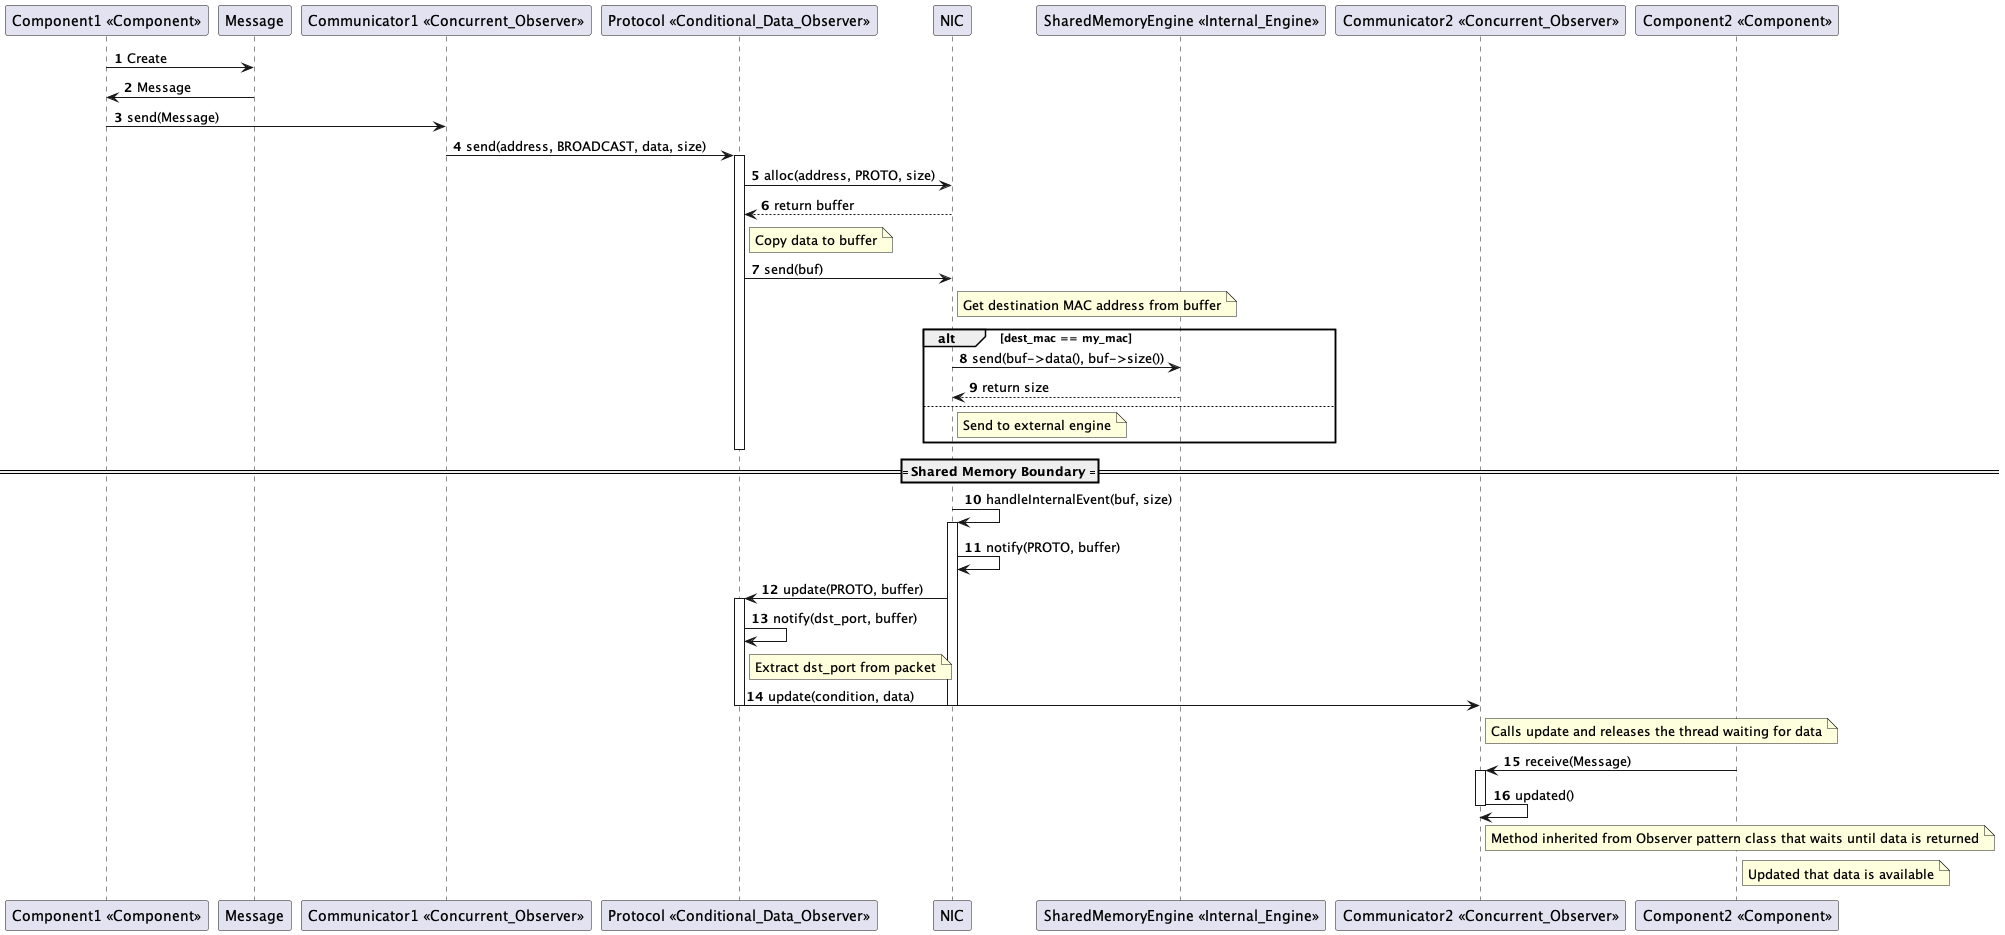 Component1 «Component»
Message
Communicator1 «Concurrent_Observer»
Protocol «Conditional_Data_Observer»
NIC
SharedMemoryEngine «Internal_Engine»
Communicator2 «Concurrent_Observer»
Component2 «Component»
1 Create
2 Message
3 send(Message)
4 send(address, BROADCAST, data, size)
5 alloc(address, PROTO, size)
6 return buffer
Copy data to buffer
7 send(buf)
Get destination MAC address from buffer
alt [dest_mac == my_mac]
8 send(buf->data(), buf->size())
9 return size
Send to external engine
Shared Memory Boundary
10 handleInternalEvent(buf, size)
11 notify(PROTO, buffer)
12 update(PROTO, buffer)
13 notify(dst_port, buffer)
Extract dst_port from packet
14 update(condition, data)
Calls update and releases the thread waiting for data
15 receive(Message)
16 updated()
Method inherited from Observer pattern class that waits until data is returned
Updated that data is available
Component1 «Component»
Message
Communicator1 «Concurrent_Observer»
Protocol «Conditional_Data_Observer»
NIC
SharedMemoryEngine «Internal_Engine»
Communicator2 «Concurrent_Observer»
Component2 «Component»